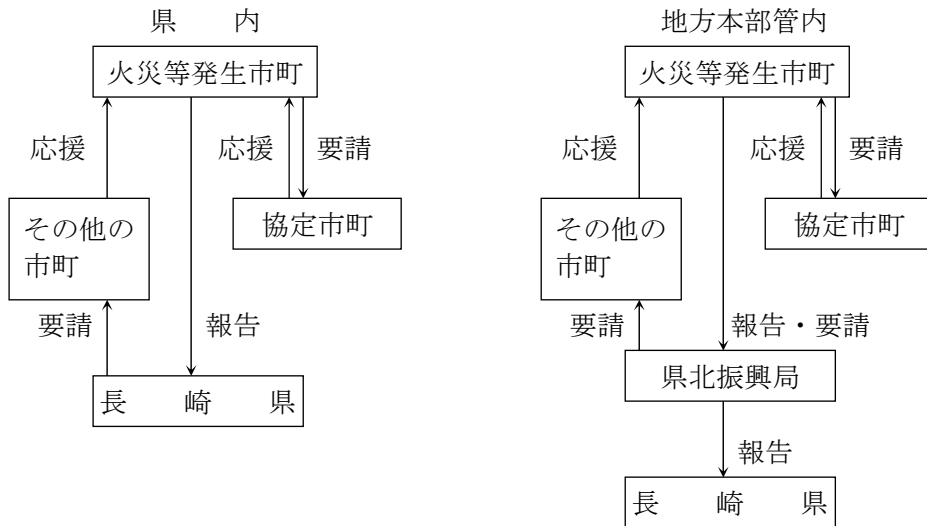 県　　内
火災等発生市町
応援
応援
要請
その他の
市町
協定市町
要請
報告
長　　崎　　県
地方本部管内
火災等発生市町
応援
応援
要請
その他の
市町
協定市町
要請
報告・要請
県北振興局
報告
長　　崎　　県